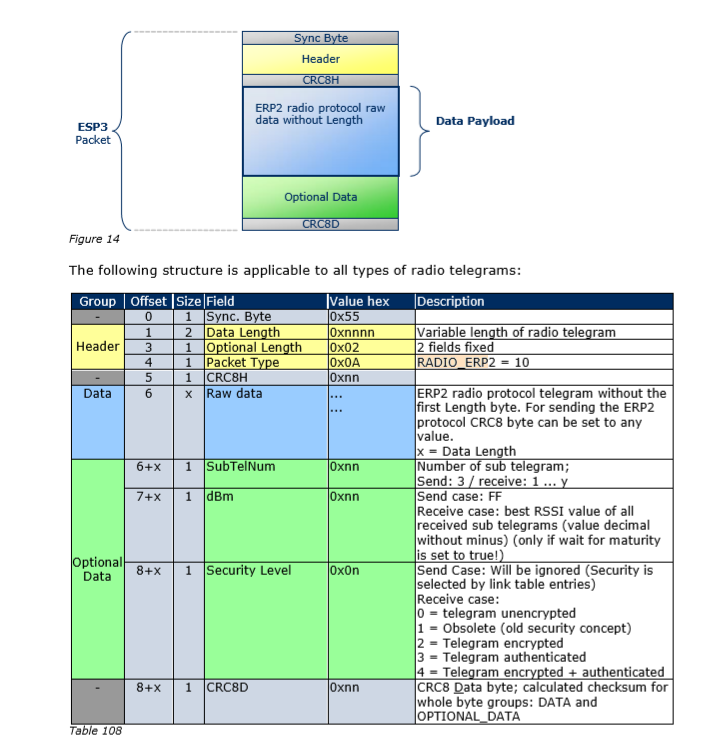 Sync Byte
Header
CRC8H
ERP2 radio protocol raw
data without Length
ESP3
Packet
Data Payload
Optional Data
CRC8D
Figure 14
The following structure is applicable to all types of radio telegrams:
Group Offset Size Field Value hex Description
- 0 1 Sync. Byte 0x55
Header
1 2 Data Length 0xnnnn Variable length of radio telegram
3 1 Optional Length 0x02 2 fields fixed
4 1 Packet Type 0x0A RADIO_ERP2 = 10
- 5 1 CRC8H 0xnn
Data 6 x Raw data ... ERP2 radio protocol telegram without the
... first Length byte. For sending the ERP2
protocol CRC8 byte can be set to any
value.
x = Data Length
Optional
Data
6+x 1 SubTelNum 0xnn Number of sub telegram;
Send: 3 / receive: 1 ... y
7+x 1 dBm 0xnn Send case: FF
Receive case: best RSSI value of all
received sub telegrams (value decimal
without minus) (only if wait for maturity
is set to true!)
8+x 1 Security Level 0x0n Send Case: Will be ignored (Security is
selected by link table entries)
Receive case:
0 = telegram unencrypted
1 = Obsolete (old security concept)
2 = Telegram encrypted
3 = Telegram authenticated
4 = Telegram encrypted + authenticated
- 8+x 1 CRC8D 0xnn CRC8 Data byte; calculated checksum for
whole byte groups: DATA and
OPTIONAL_DATA
Table 108